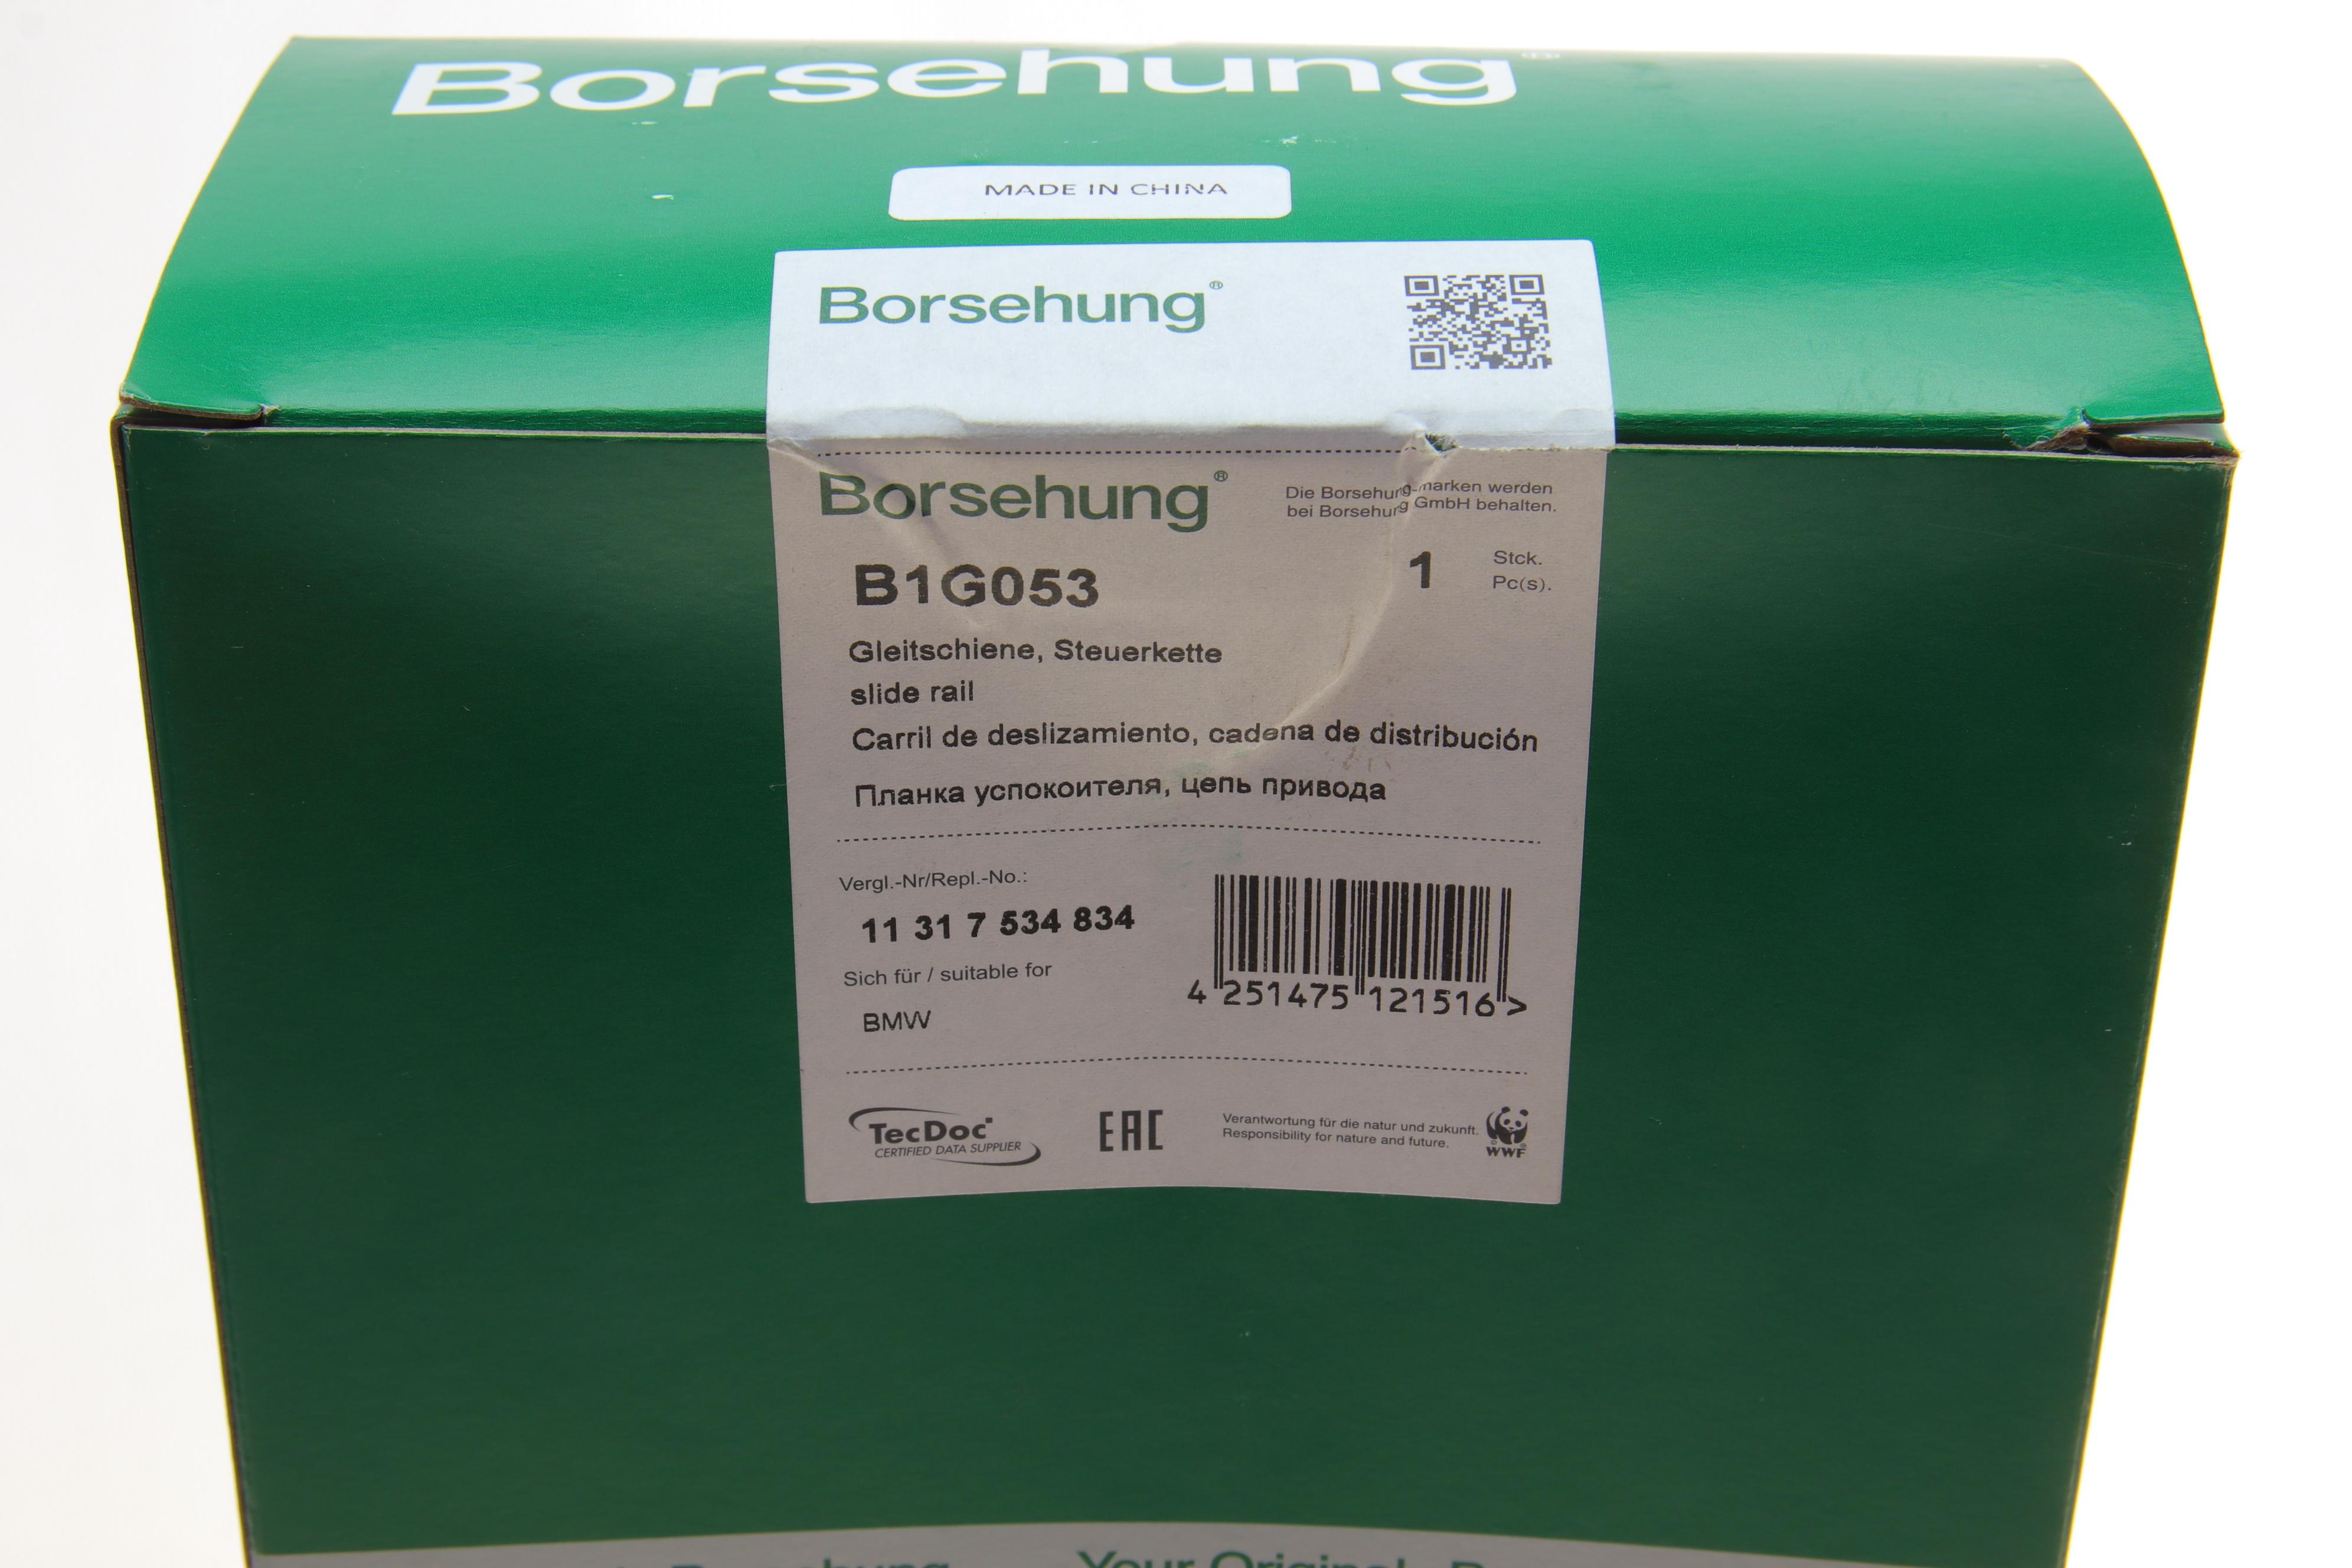 Borsehung
MADE IN CHINA
Borsehung®
Borsehung®
Die Borsehung-marken werden
bei Borsehung GmbH behalten.
B1G053
1 Stck.
Pc(s).
Gleitschiene, Steuerkette
slide rail
Carril de deslizamiento, cadena de distribución
Планка успокоителя, цепь привода
Vergl.-Nr/Repl.-No.:
11 31 7 534 834
Sich für / suitable for
BMW
4 251475 121516 >
TecDoc
CERTIFIED DATA SUPPLIER
EAC
Verantwortung für die natur und zukunft.
Responsibility for nature and future.
WWF
Borsehung
Your Original